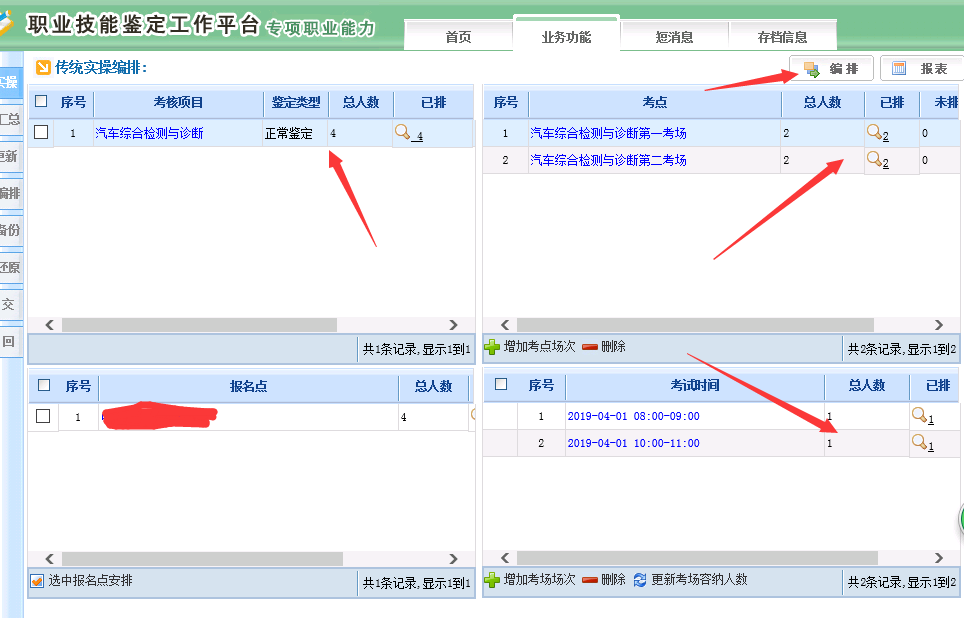 职业技能鉴定工作平台 专项职业能力
首页 业务功能 短消息 存档信息
实操
汇总
更新
编排
备份
还原
交
回
传统实操编排:
编排 报表
序号 考核项目 鉴定类型 总人数 已排
1 汽车综合检测与诊断 正常鉴定 4 4
共1条记录,显示1到1
序号 考点 总人数 已排 未排
1 汽车综合检测与诊断第一考场 2 2 0
2 汽车综合检测与诊断第二考场 2 2 0
增加考点场次 删除 共2条记录,显示1到2
序号 报名点 总人数
1 4
选中报名点安排 共1条记录,显示1到1
序号 考试时间 总人数 已排
1 2019-04-01 08:00-09:00 1 1
2 2019-04-01 10:00-11:00 1 1
增加考场场次 删除 更新考场容纳人数 共2条记录,显示1到2